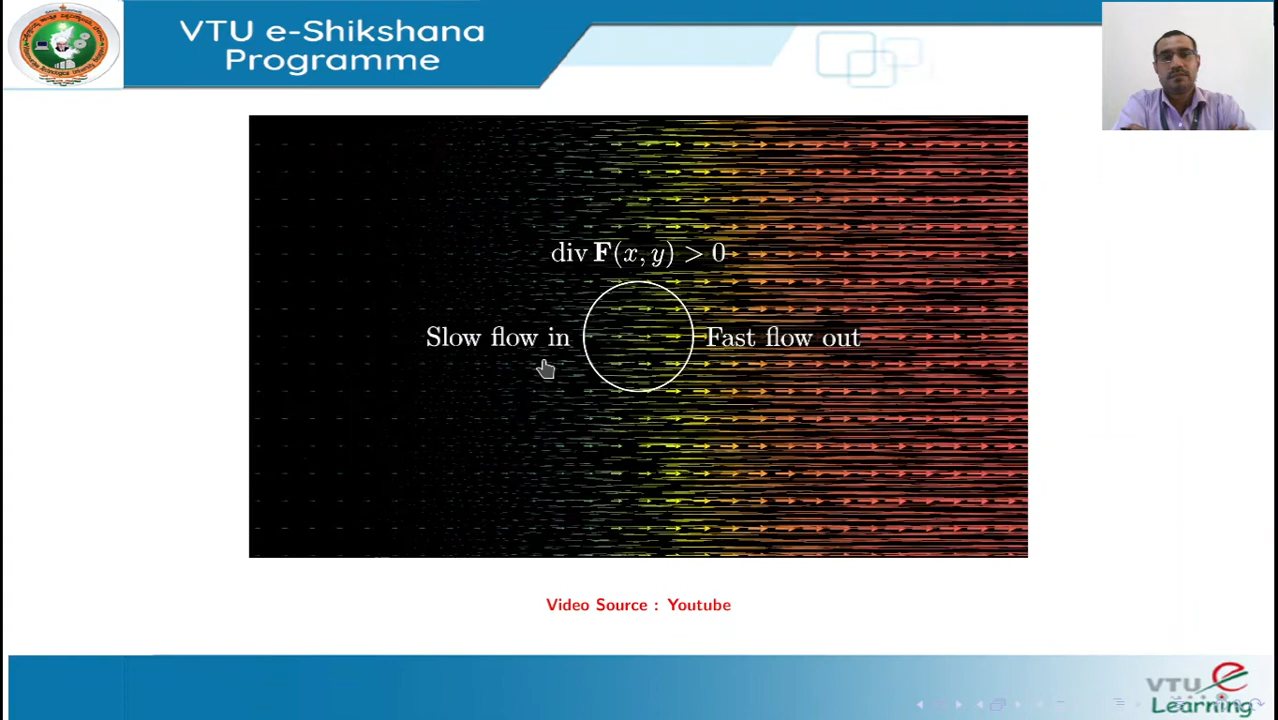 VTU e-Shikshana
Programme
div F(x, y) > 0
Slow flow in
Fast flow out
Video Source : Youtube
VTU e
Learning